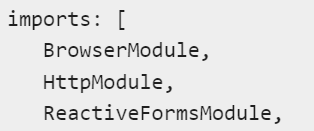 imports: [
BrowserModule,
HttpModule,
ReactiveFormsModule,